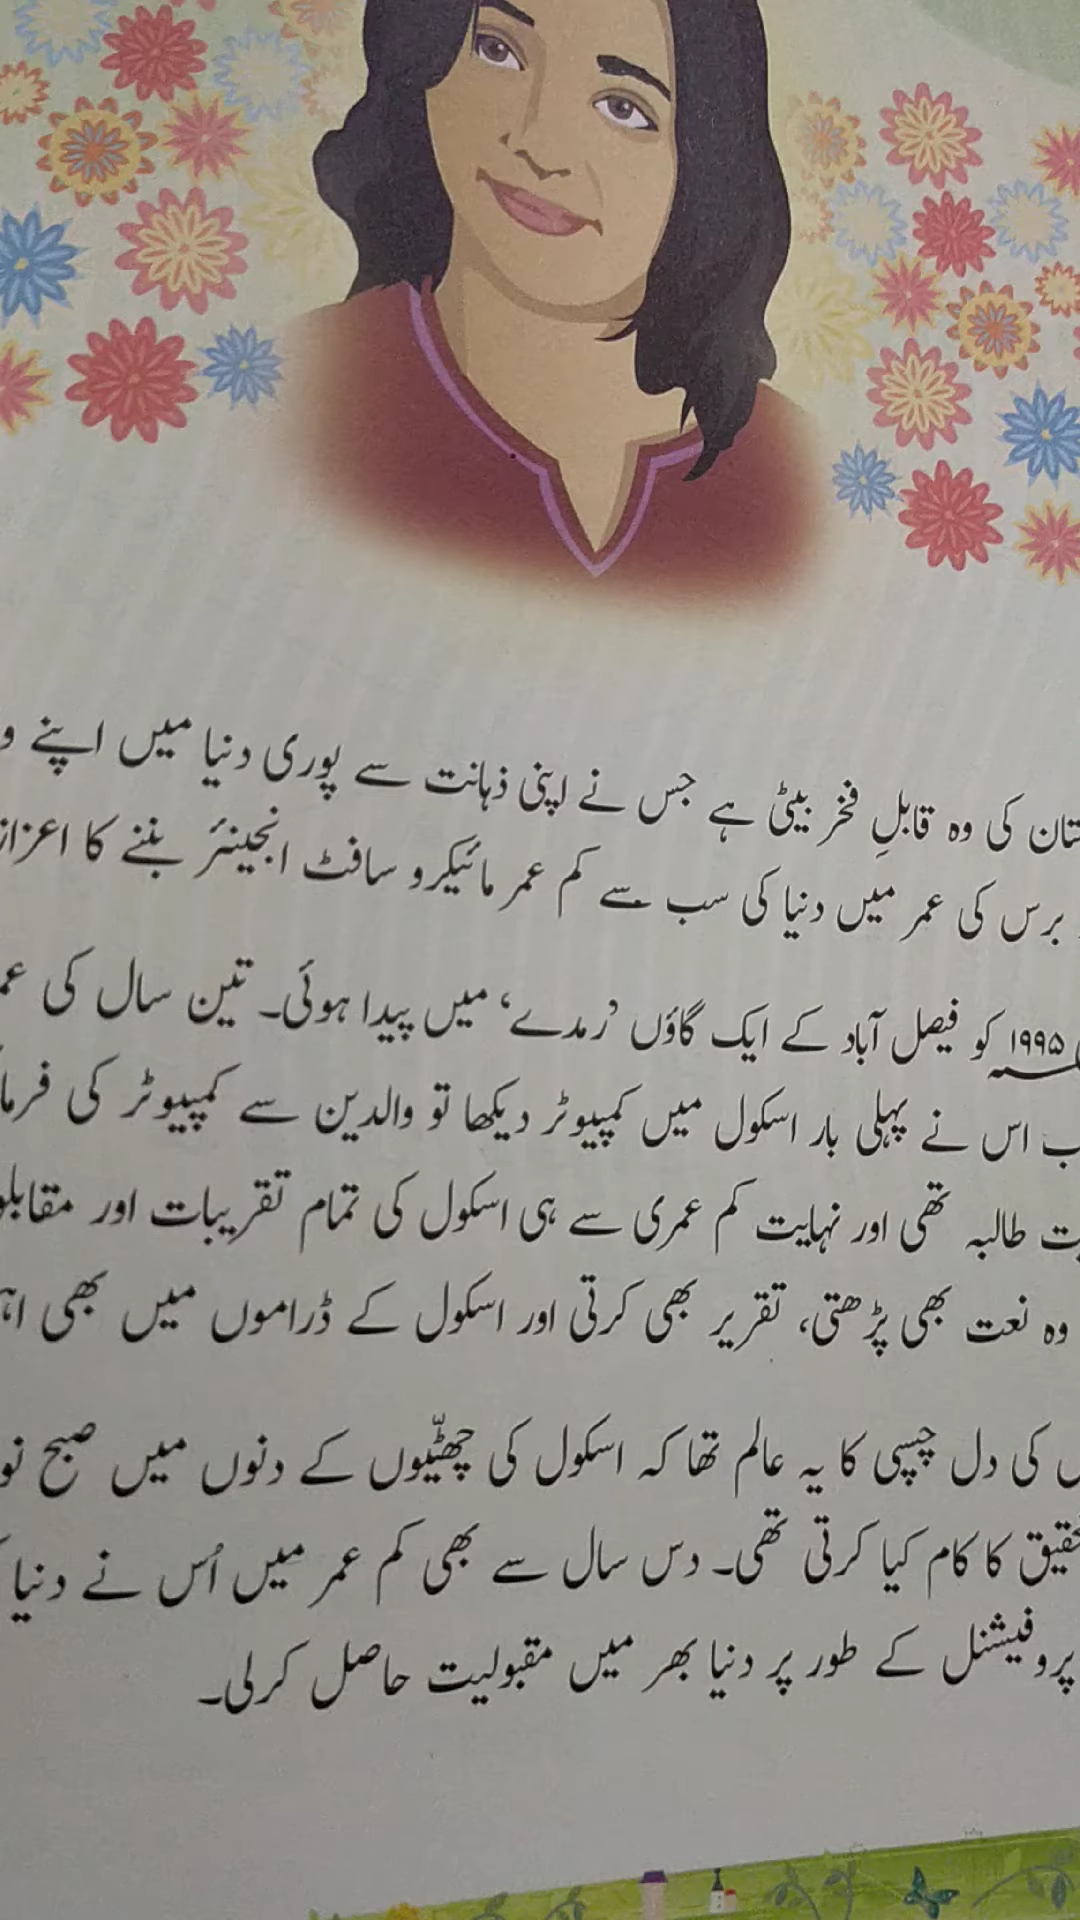 کی وہ قابلِ فخر بیٹی ہے جس نے اپنی ذہانت سے پوری دنیا میں اپنے
برس کی عمر میں دنیا کی سب سے کم عمر مائیکرو سافٹ انجینئر بننے کا اعزاز
۱۹۹۵ کو فیصل آباد کے ایک گاؤں ’رمدے‘ میں پیدا ہوئی۔ تین سال کی
اس نے پہلی بار اسکول میں کمپیوٹر دیکھا تو والدین سے کمپیوٹر کی
طالبہ تھی اور نہایت کم عمری سے ہی اسکول کی تمام تقریبات اور
وہ نعت بھی پڑھتی، تقریر بھی کرتی اور اسکول کے ڈراموں میں بھی
کی دل چسپی کا یہ عالم تھا کہ اسکول کی چھٹیّوں کے دنوں میں صبح
کا کام کیا کرتی تھی۔ دس سال سے بھی کم عمر میں اُس نے دنیا
پروفیشنل کے طور پر دنیا بھر میں مقبولیت حاصل کرلی۔